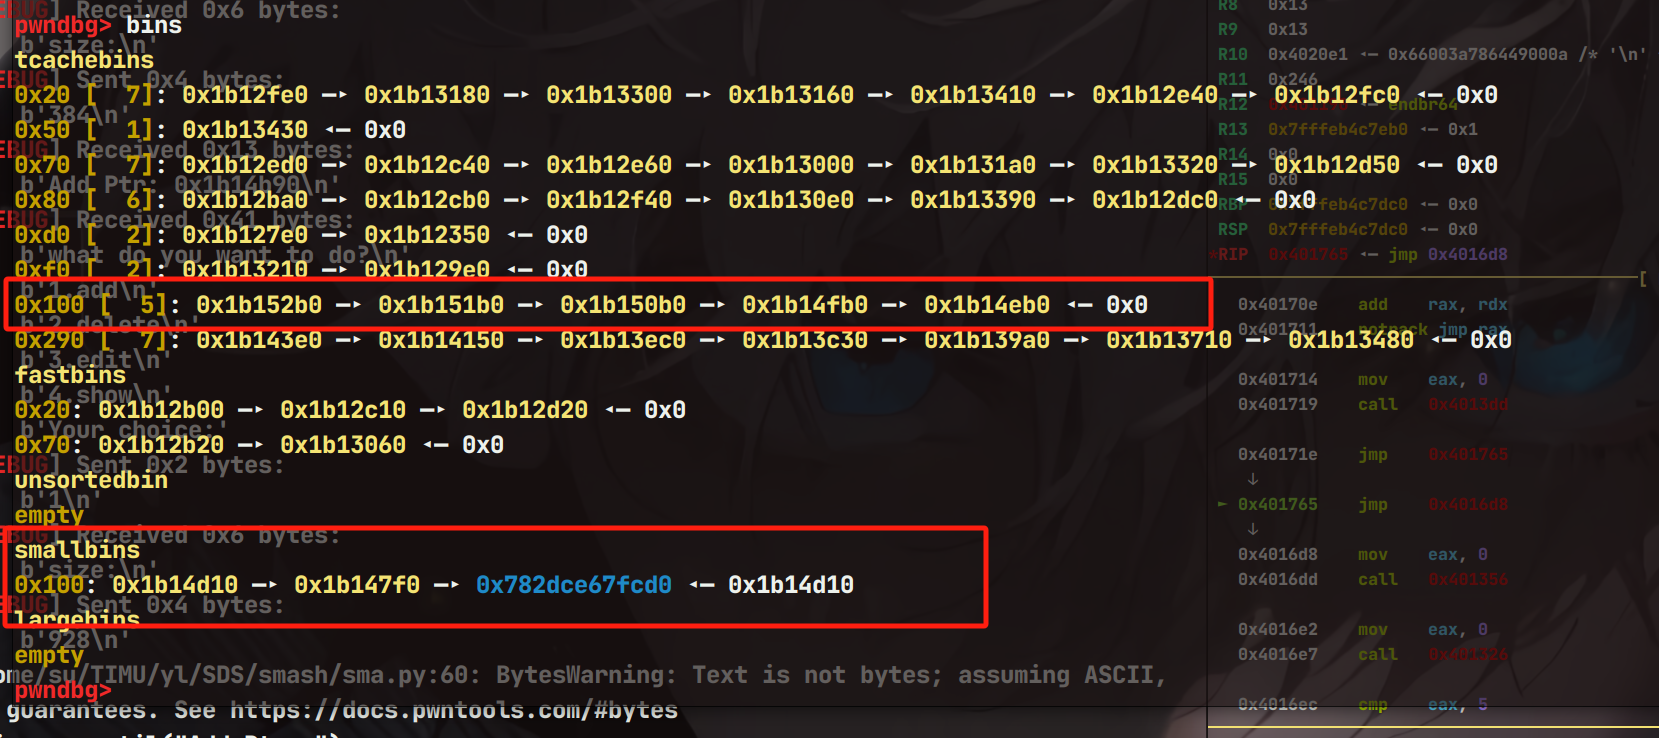 EBUG] Received 0x6 bytes:
pwndbg> bins
b'size:\n'
tcachebins
EBUG] Sent 0x4 bytes:
0x20 [  7]: 0x1b12fe0 —▸ 0x1b13180 —▸ 0x1b13300 —▸ 0x1b13160 —▸ 0x1b13410 —▸ 0x1b12e40 —▸ 0x1b12fc0 ◂— 0x0
b'384\n'
0x50 [  1]: 0x1b13430 ◂— 0x0
EBUG] Received 0x13 bytes:
0x70 [  7]: 0x1b12ed0 —▸ 0x1b12c40 —▸ 0x1b12e60 —▸ 0x1b13000 —▸ 0x1b131a0 —▸ 0x1b13320 —▸ 0x1b12d50 ◂— 0x0
b'Add Ptr: 0x1b14b90\n'
0x80 [  6]: 0x1b12ba0 —▸ 0x1b12cb0 —▸ 0x1b12f40 —▸ 0x1b130e0 —▸ 0x1b13390 —▸ 0x1b12dc0 ◂— 0x0
EBUG] Received 0x41 bytes:
0xd0 [  2]: 0x1b127e0 —▸ 0x1b12350 ◂— 0x0
b'what do you want to do?\n'
0xf0 [  2]: 0x1b13210 —▸ 0x1b129e0 ◂— 0x0
b'1.add\n'
0x100 [  5]: 0x1b152b0 —▸ 0x1b151b0 —▸ 0x1b150b0 —▸ 0x1b14fb0 —▸ 0x1b14eb0 ◂— 0x0
b'2.delete\n'
0x290 [  7]: 0x1b143e0 —▸ 0x1b14150 —▸ 0x1b13ec0 —▸ 0x1b13c30 —▸ 0x1b139a0 —▸ 0x1b13710 —▸ 0x1b13480 ◂— 0x0
b'3.edit\n'
fastbins
b'4.show\n'
0x20: 0x1b12b00 —▸ 0x1b12c10 —▸ 0x1b12d20 ◂— 0x0
b'Your choice:'
0x70: 0x1b12b20 —▸ 0x1b13060 ◂— 0x0
EBUG] Sent 0x2 bytes:
unsortedbin
b'1\n'
empty
EBUG] Received 0x6 bytes:
smallbins
b'size:\n'
0x100: 0x1b14d10 —▸ 0x1b147f0 —▸ 0x782dce67fcd0 ◂— 0x1b14d10
EBUG] Sent 0x4 bytes:
largebins
b'928\n'
empty
ome/su/TIMU/yl/SDS/smash/sma.py:60: BytesWarning: Text is not bytes; assuming ASCII,
pwndbg>
guarantees. See https://docs.pwntools.com/#bytes
R8 0x13
R9 0x13
R10 0x4020e1 ◂— 0x66003a786449000a /* '\n'
R11 0x246
R12 ◂— endbr64
R13 0x7fffeb4c7eb0 ◂— 0x1
R14 0x0
R15 0x0
RBP 0x7fffeb4c7dc0 ◂— 0x0
RSP 0x7fffeb4c7dc0 ◂— 0x0
*RIP 0x401765 ◂— jmp 0x4016d8
[
0x40170e add rax, rdx
0x401711 notrack jmp rax
0x401714 mov eax, 0
0x401719 call 0x4013dd
0x40171e jmp 0x401765
↓
► 0x401765 jmp 0x4016d8
↓
0x4016d8 mov eax, 0
0x4016dd call 0x401356
0x4016e2 mov eax, 0
0x4016e7 call 0x401326
0x4016ec cmp eax, 5